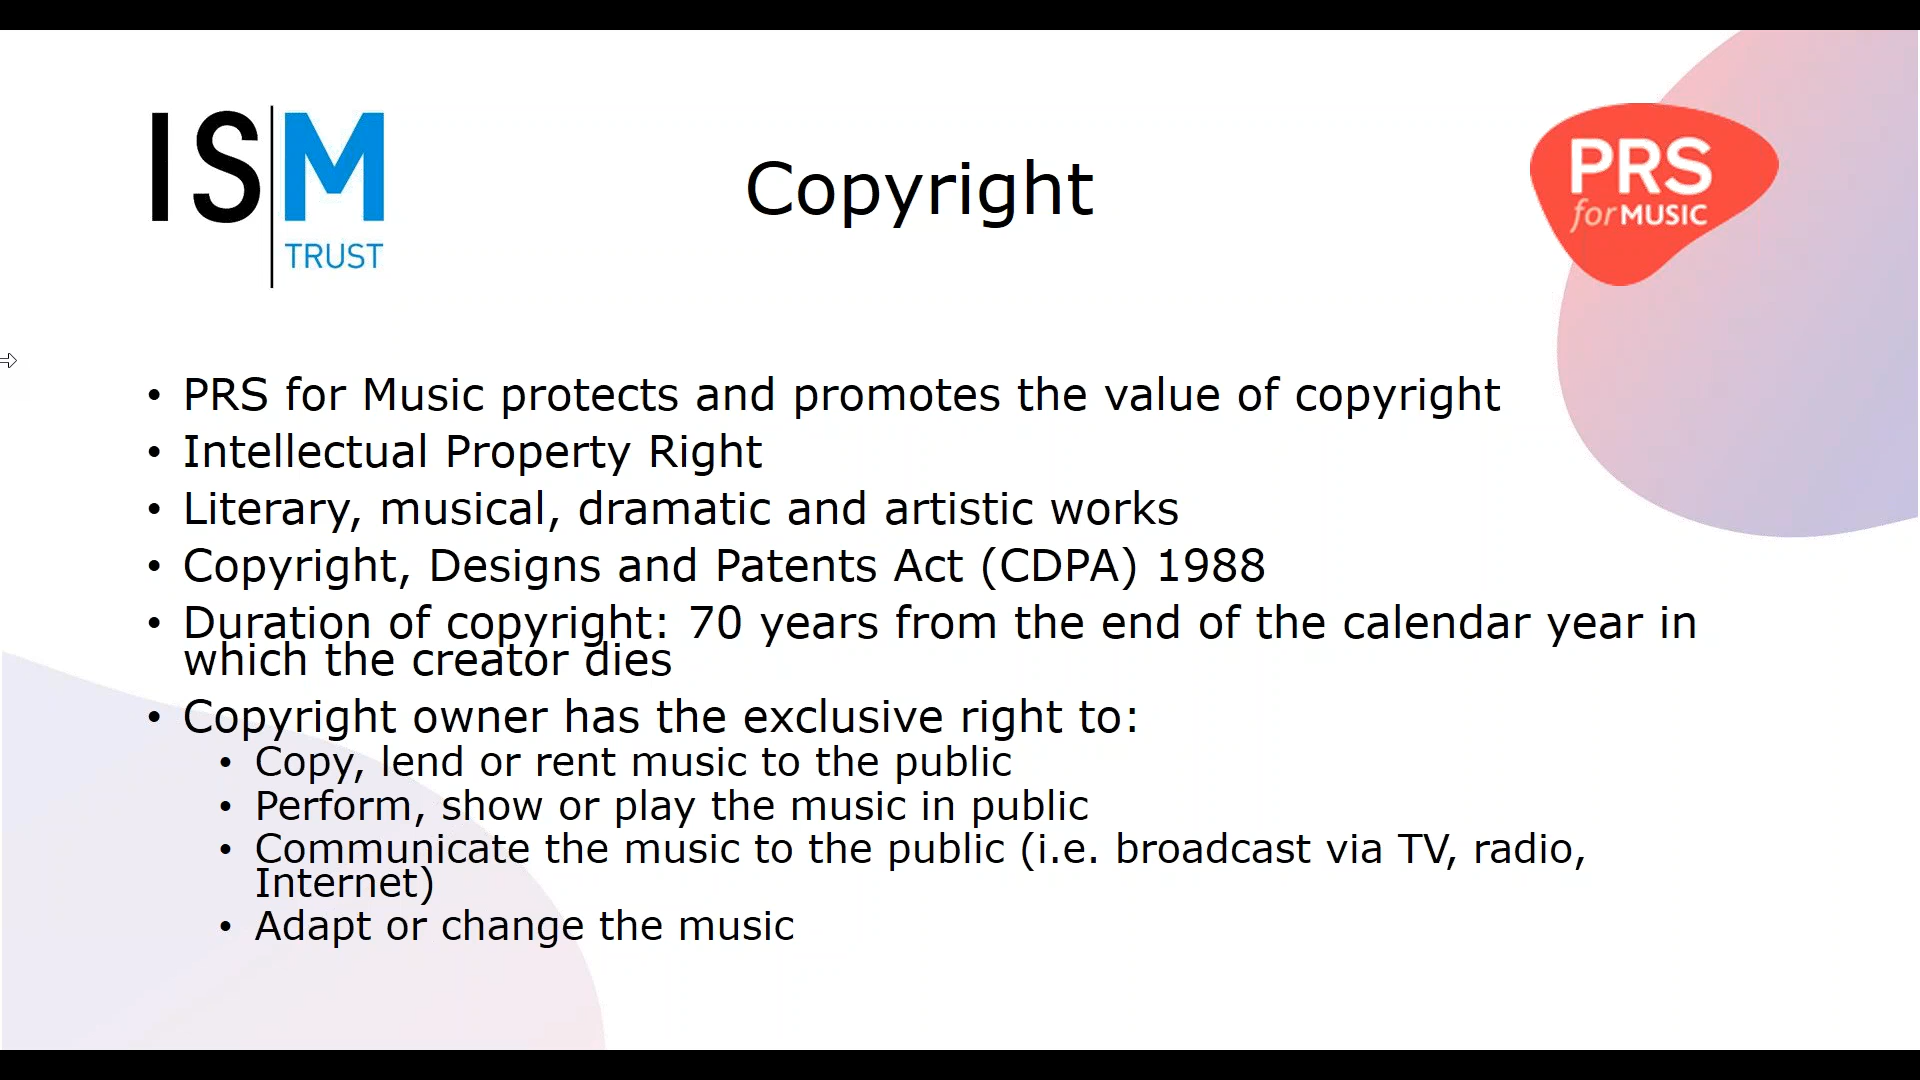 ISM
TRUST
Copyright
PRS
for MUSIC
• PRS for Music protects and promotes the value of copyright
• Intellectual Property Right
• Literary, musical, dramatic and artistic works
• Copyright, Designs and Patents Act (CDPA) 1988
• Duration of copyright: 70 years from the end of the calendar year in
which the creator dies
• Copyright owner has the exclusive right to:
• Copy, lend or rent music to the public
• Perform, show or play the music in public
• Communicate the music to the public (i.e. broadcast via TV, radio,
Internet)
• Adapt or change the music